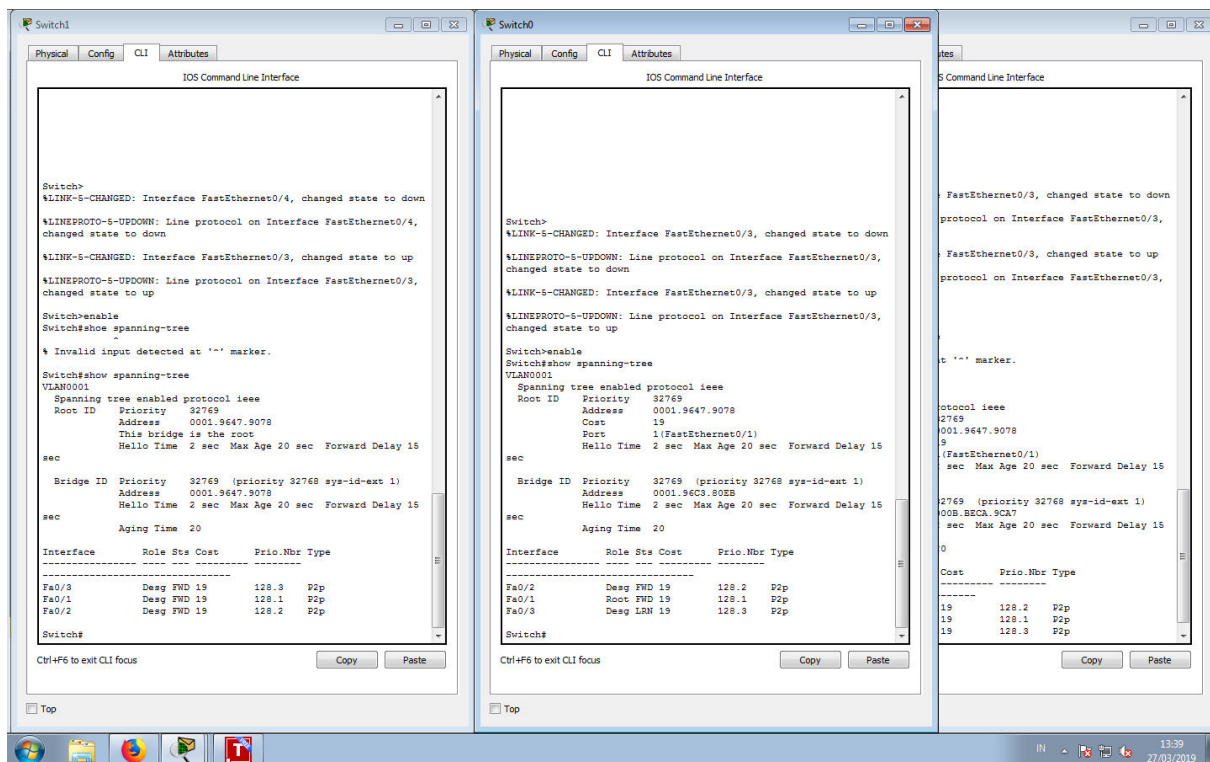 Switch1
Physical Config CLI Attributes
IOS Command Line Interface
Switch>
%LINK-5-CHANGED: Interface FastEthernet0/4, changed state to down
%LINEPROTO-5-UPDOWN: Line protocol on Interface FastEthernet0/4,
changed state to down
%LINK-5-CHANGED: Interface FastEthernet0/3, changed state to up
%LINEPROTO-5-UPDOWN: Line protocol on Interface FastEthernet0/3,
changed state to up
Switch>enable
Switch#shoe spanning-tree
^
% Invalid input detected at '^' marker.
Switch#show spanning-tree
VLAN0001
Spanning tree enabled protocol ieee
Root ID Priority 32769
Address 0001.9647.9078
This bridge is the root
Hello Time 2 sec Max Age 20 sec Forward Delay 15
sec
Bridge ID Priority 32769 (priority 32768 sys-id-ext 1)
Address 0001.9647.9078
Hello Time 2 sec Max Age 20 sec Forward Delay 15
sec
Aging Time 20
Interface Role Sts Cost Prio.Nbr Type
---------------- ---- --- --------- --------
--------------------------------
Fa0/3 Desg FWD 19 128.3 P2p
Fa0/1 Desg FWD 19 128.1 P2p
Fa0/2 Desg FWD 19 128.2 P2p
Switch#
Ctrl+F6 to exit CLI focus
Copy Paste
Top
Switch0
Physical Config CLI Attributes
IOS Command Line Interface
Switch>
%LINK-5-CHANGED: Interface FastEthernet0/3, changed state to down
%LINEPROTO-5-UPDOWN: Line protocol on Interface FastEthernet0/3,
changed state to down
%LINK-5-CHANGED: Interface FastEthernet0/3, changed state to up
%LINEPROTO-5-UPDOWN: Line protocol on Interface FastEthernet0/3,
changed state to up
Switch>enable
Switch#show spanning-tree
VLAN0001
Spanning tree enabled protocol ieee
Root ID Priority 32769
Address 0001.9647.9078
Cost 19
Port 1(FastEthernet0/1)
Hello Time 2 sec Max Age 20 sec Forward Delay 15
sec
Bridge ID Priority 32769 (priority 32768 sys-id-ext 1)
Address 0001.96C3.80EB
Hello Time 2 sec Max Age 20 sec Forward Delay 15
sec
Aging Time 20
Interface Role Sts Cost Prio.Nbr Type
---------------- ---- --- --------- --------
--------------------------------
Fa0/2 Desg FWD 19 128.2 P2p
Fa0/1 Root FWD 19 128.1 P2p
Fa0/3 Desg LRN 19 128.3 P2p
Switch#
Ctrl+F6 to exit CLI focus
Copy Paste
Top
utes
S Command Line Interface
FastEthernet0/3, changed state to down
protocol on Interface FastEthernet0/3,
FastEthernet0/3, changed state to up
protocol on Interface FastEthernet0/3,
t '^' marker.
otocol ieee
2769
001.9647.9078
9
(FastEthernet0/1)
sec Max Age 20 sec Forward Delay 15
2769 (priority 32768 sys-id-ext 1)
00B.BECA.9CA7
sec Max Age 20 sec Forward Delay 15
0
Cost Prio.Nbr Type
--------- --------
------
19 128.2 P2p
19 128.1 P2p
19 128.3 P2p
Copy Paste
IN
13:39
27/03/2019